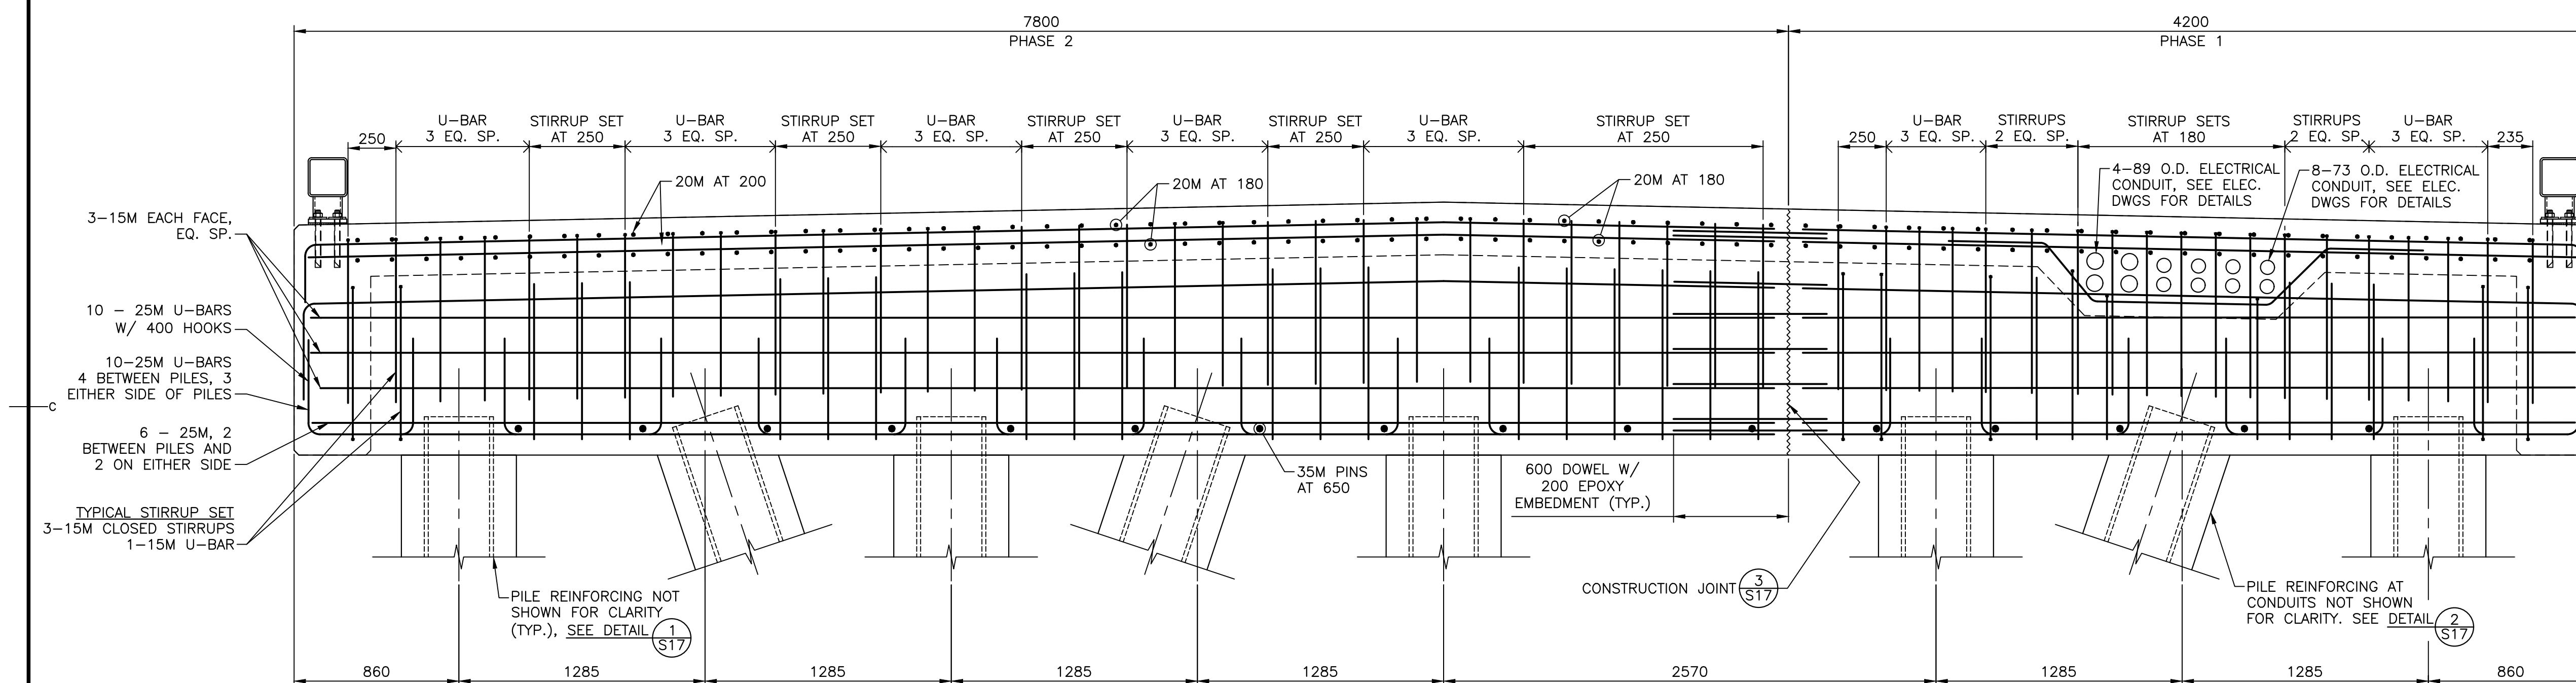 7800
PHASE 2
4200
PHASE 1
250
U-BAR
3 EQ. SP.
STIRRUP SET
AT 250
U-BAR
3 EQ. SP.
STIRRUP SET
AT 250
U-BAR
3 EQ. SP.
STIRRUP SET
AT 250
U-BAR
3 EQ. SP.
STIRRUP SET
AT 250
U-BAR
3 EQ. SP.
STIRRUP SET
AT 250
250
U-BAR
3 EQ. SP.
STIRRUPS
2 EQ. SP.
STIRRUP SETS
AT 180
STIRRUPS
2 EQ. SP.
U-BAR
3 EQ. SP.
235
20M AT 200
20M AT 180
20M AT 180
4-89 O.D. ELECTRICAL
CONDUIT, SEE ELEC.
DWGS FOR DETAILS
8-73 O.D. ELECTRICAL
CONDUIT, SEE ELEC.
DWGS FOR DETAILS
3-15M EACH FACE,
EQ. SP.
10 - 25M U-BARS
W/ 400 HOOKS
10-25M U-BARS
4 BETWEEN PILES, 3
EITHER SIDE OF PILES
C
6 - 25M, 2
BETWEEN PILES AND
2 ON EITHER SIDE
TYPICAL STIRRUP SET
3-15M CLOSED STIRRUPS
1-15M U-BAR
35M PINS
AT 650
600 DOWEL W/
200 EPOXY
EMBEDMENT (TYP.)
CONSTRUCTION JOINT
3
S17
PILE REINFORCING NOT
SHOWN FOR CLARITY
(TYP.), SEE DETAIL
1
S17
PILE REINFORCING AT
CONDUITS NOT SHOWN
FOR CLARITY. SEE DETAIL
2
S17
860
1285
1285
1285
1285
2570
1285
1285
860